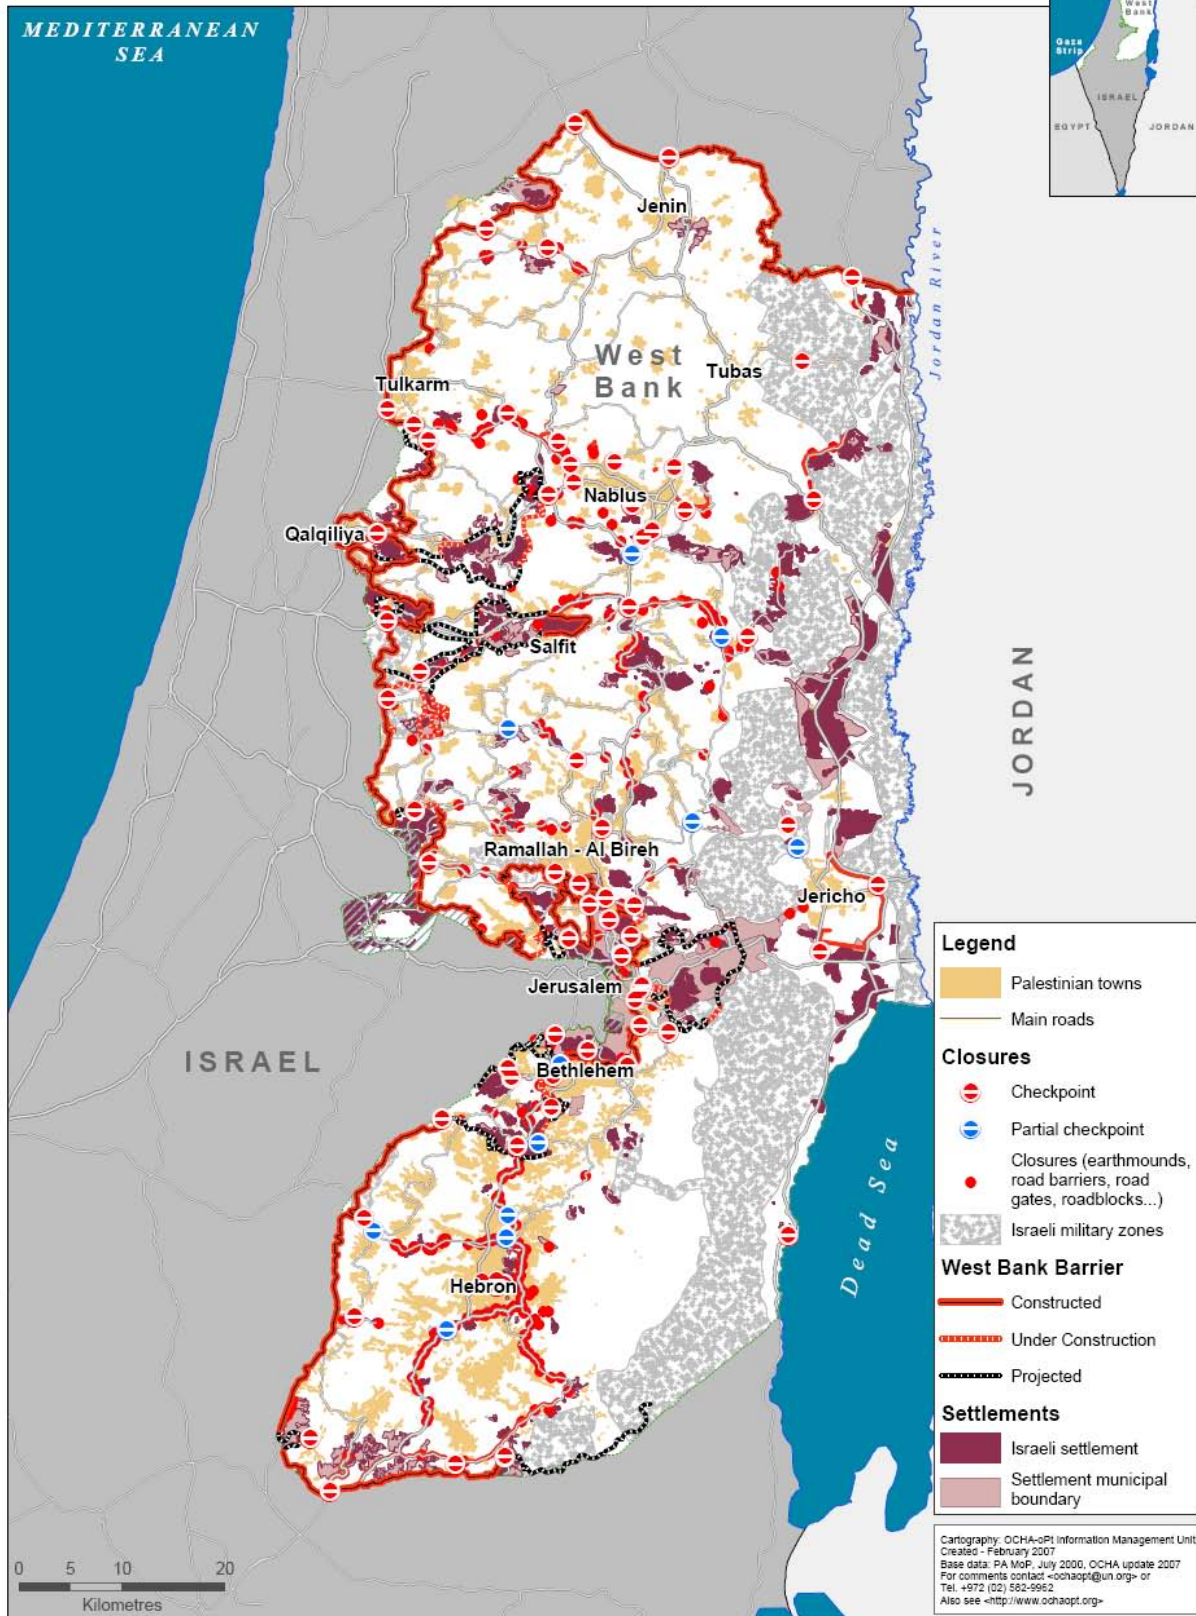 MEDITERRANEAN
SEA
West
Bank
Gaza
Strip
ISRAEL
EGYPT
JORDAN
Jenin
Jordan River
West
Bank
Tubas
Tulkarm
Nablus
Qalqiliya
Salfit
JORDAN
Ramallah - Al Bireh
Jericho
Jerusalem
ISRAEL
Bethlehem
Dead Sea
Hebron
Legend
Palestinian towns
Main roads
Closures
Checkpoint
Partial checkpoint
Closures (earthmounds,
road barriers, road
gates, roadblocks...)
Israeli military zones
West Bank Barrier
Constructed
Under Construction
Projected
Settlements
Israeli settlement
Settlement municipal
boundary
0 5 10 20
Kilometres
Cartography: OCHA-oPt Information Management Unit
Created - February 2007
Base data: PA MoP, July 2000, OCHA update 2007
For comments contact <ochaopt@un.org> or
Tel. +972 (02) 582-9962
Also see <http://www.ochaopt.org>